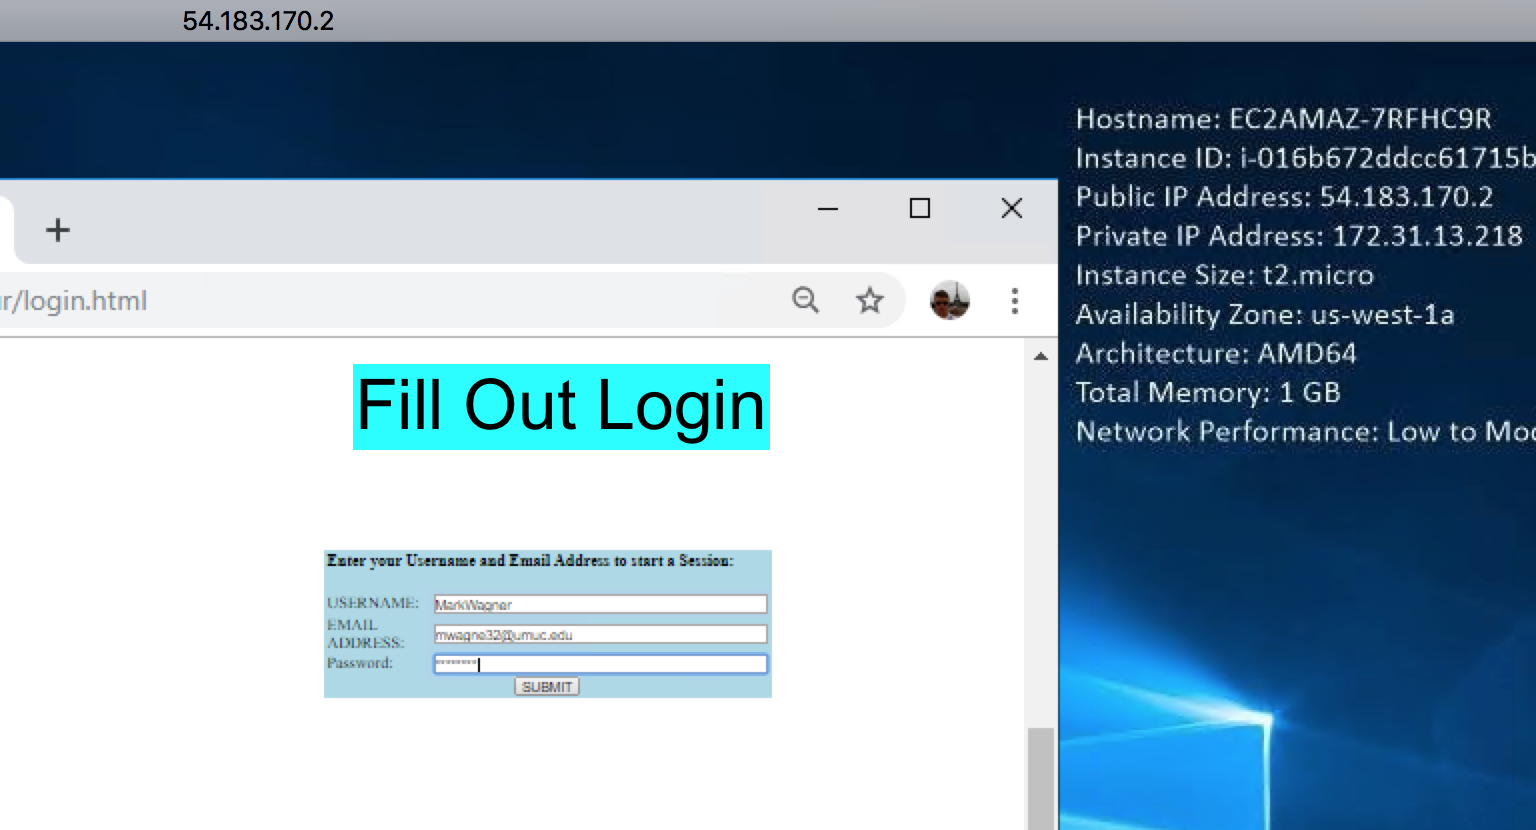 54.183.170.2
Hostname: EC2AMAZ-7RFHC9R
Instance ID: i-016b672ddcc61715b
Public IP Address: 54.183.170.2
Private IP Address: 172.31.13.218
Instance Size: t2.micro
Availability Zone: us-west-1a
Architecture: AMD64
Total Memory: 1 GB
Network Performance: Low to Mod
r/login.html
Fill Out Login
Enter your Username and Email Address to start a Session:
USERNAME: MarkWagner
EMAIL
ADDRESS: mwagne32@umuc.edu
Password: ********
SUBMIT